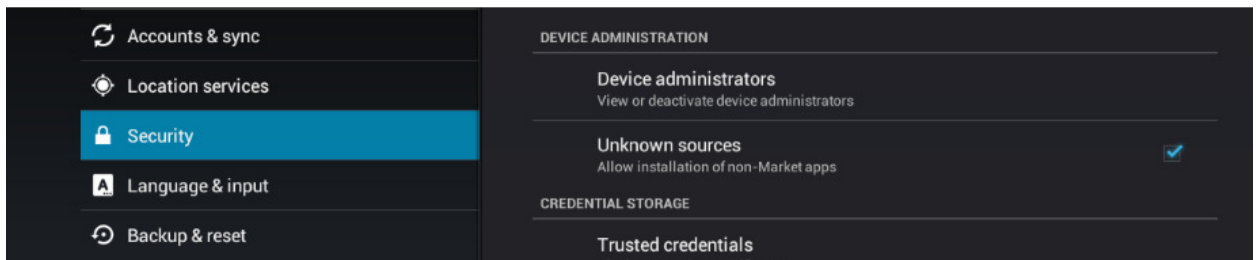 Accounts & sync
Location services
Security
Language & input
Backup & reset
DEVICE ADMINISTRATION
Device administrators
View or deactivate device administrators
Unknown sources
Allow installation of non-Market apps
CREDENTIAL STORAGE
Trusted credentials